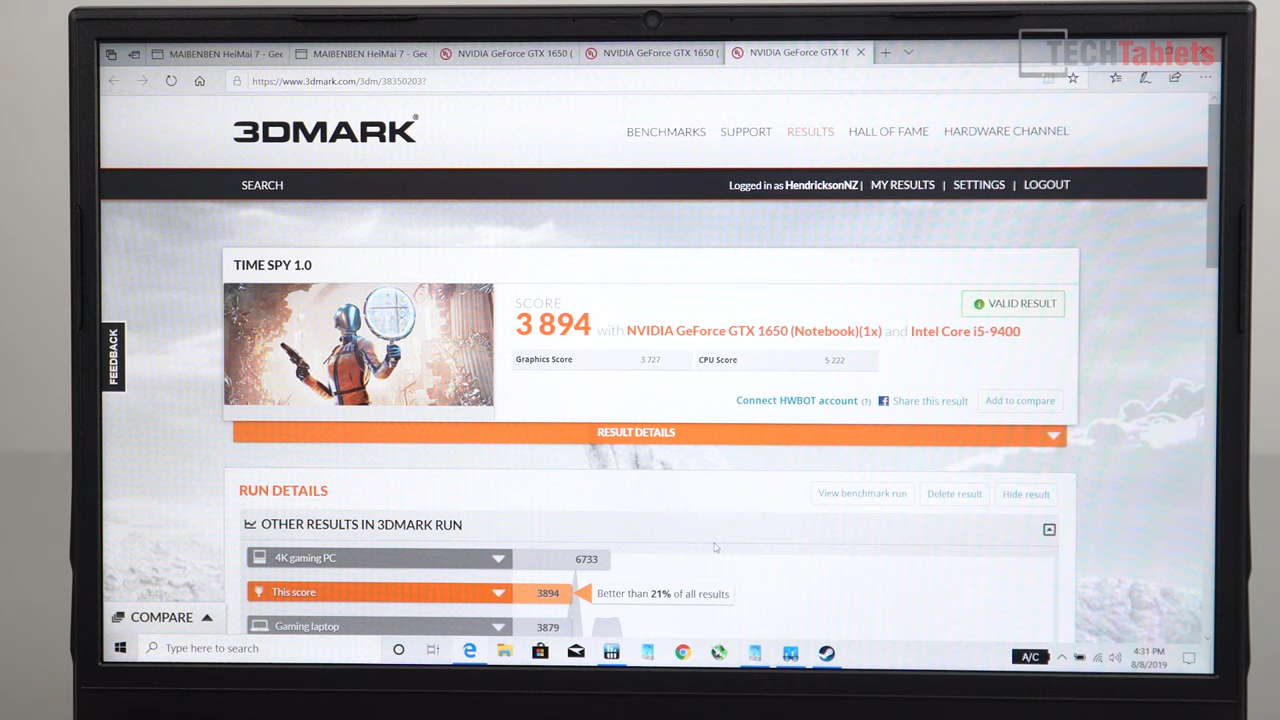 TECHTablets
MAIBENBEN HeiMai 7 - Gee
MAIBENBEN HeiMai 7 - Gee
NVIDIA GeForce GTX 1650 (
NVIDIA GeForce GTX 1650 (
NVIDIA GeForce GTX 16
https://www.3dmark.com/3dm/38350203?
3DMARK®
BENCHMARKS SUPPORT RESULTS HALL OF FAME HARDWARE CHANNEL
SEARCH
Logged in as HendricksonNZ | MY RESULTS | SETTINGS | LOGOUT
TIME SPY 1.0
SCORE
VALID RESULT
3 894 with NVIDIA GeForce GTX 1650 (Notebook)(1x) and Intel Core i5-9400
Graphics Score 3 727 CPU Score 5 222
FEEDBACK
Connect HWBOT account (?) Share this result Add to compare
RESULT DETAILS
RUN DETAILS
View benchmark run Delete result Hide result
OTHER RESULTS IN 3DMARK RUN
4K gaming PC 6733
This score 3894 Better than 21% of all results
COMPARE
Gaming laptop 3879
Type here to search
A/C
4:31 PM
8/8/2019